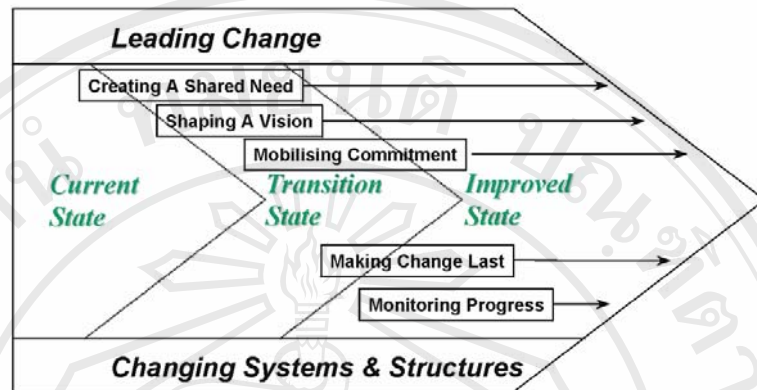 Leading Change
Creating A Shared Need
Shaping A Vision
Mobilising Commitment
Current
State
Transition
State
Improved
State
Making Change Last
Monitoring Progress
Changing Systems & Structures